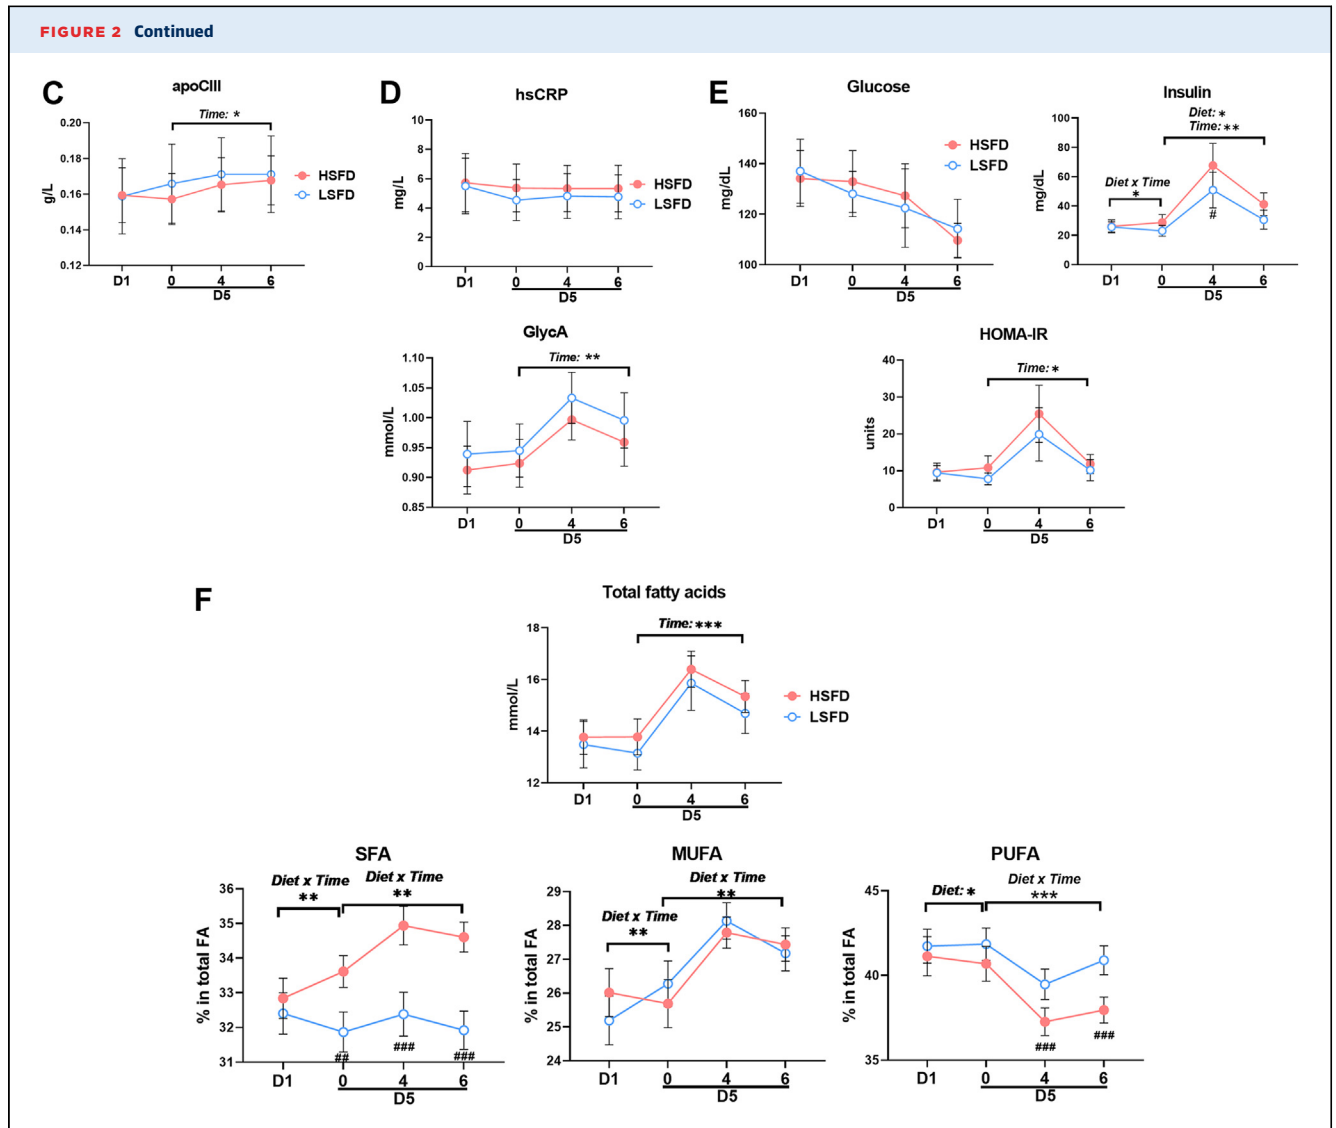 FIGURE 2 Continued
C
apoCIII
Time: *
0.20
0.18
0.16
0.14
0.12
g/L
HSFD
LSFD
D1 0 4 6
D5
D
hsCRP
10
8
6
4
2
0
mg/L
HSFD
LSFD
D1 0 4 6
D5
E
Glucose
160
140
120
100
mg/dL
HSFD
LSFD
D1 0 4 6
D5
Insulin
Diet: *
Time: **
Diet x Time
*
100
80
60
40
20
0
mg/dL
#
D1 0 4 6
D5
GlycA
Time: **
1.10
1.05
1.00
0.95
0.90
0.85
mmol/L
D1 0 4 6
D5
HOMA-IR
Time: *
40
30
20
10
0
units
D1 0 4 6
D5
F
Total fatty acids
Time: ***
18
16
14
12
mmol/L
HSFD
LSFD
D1 0 4 6
D5
SFA
Diet x Time
**
Diet x Time
**
36
35
34
33
32
31
% in total FA
## ### ###
D1 0 4 6
D5
MUFA
Diet x Time
**
Diet x Time
**
29
28
27
26
25
24
% in total FA
D1 0 4 6
D5
PUFA
Diet: *
Diet x Time
***
45
40
35
% in total FA
### ###
D1 0 4 6
D5